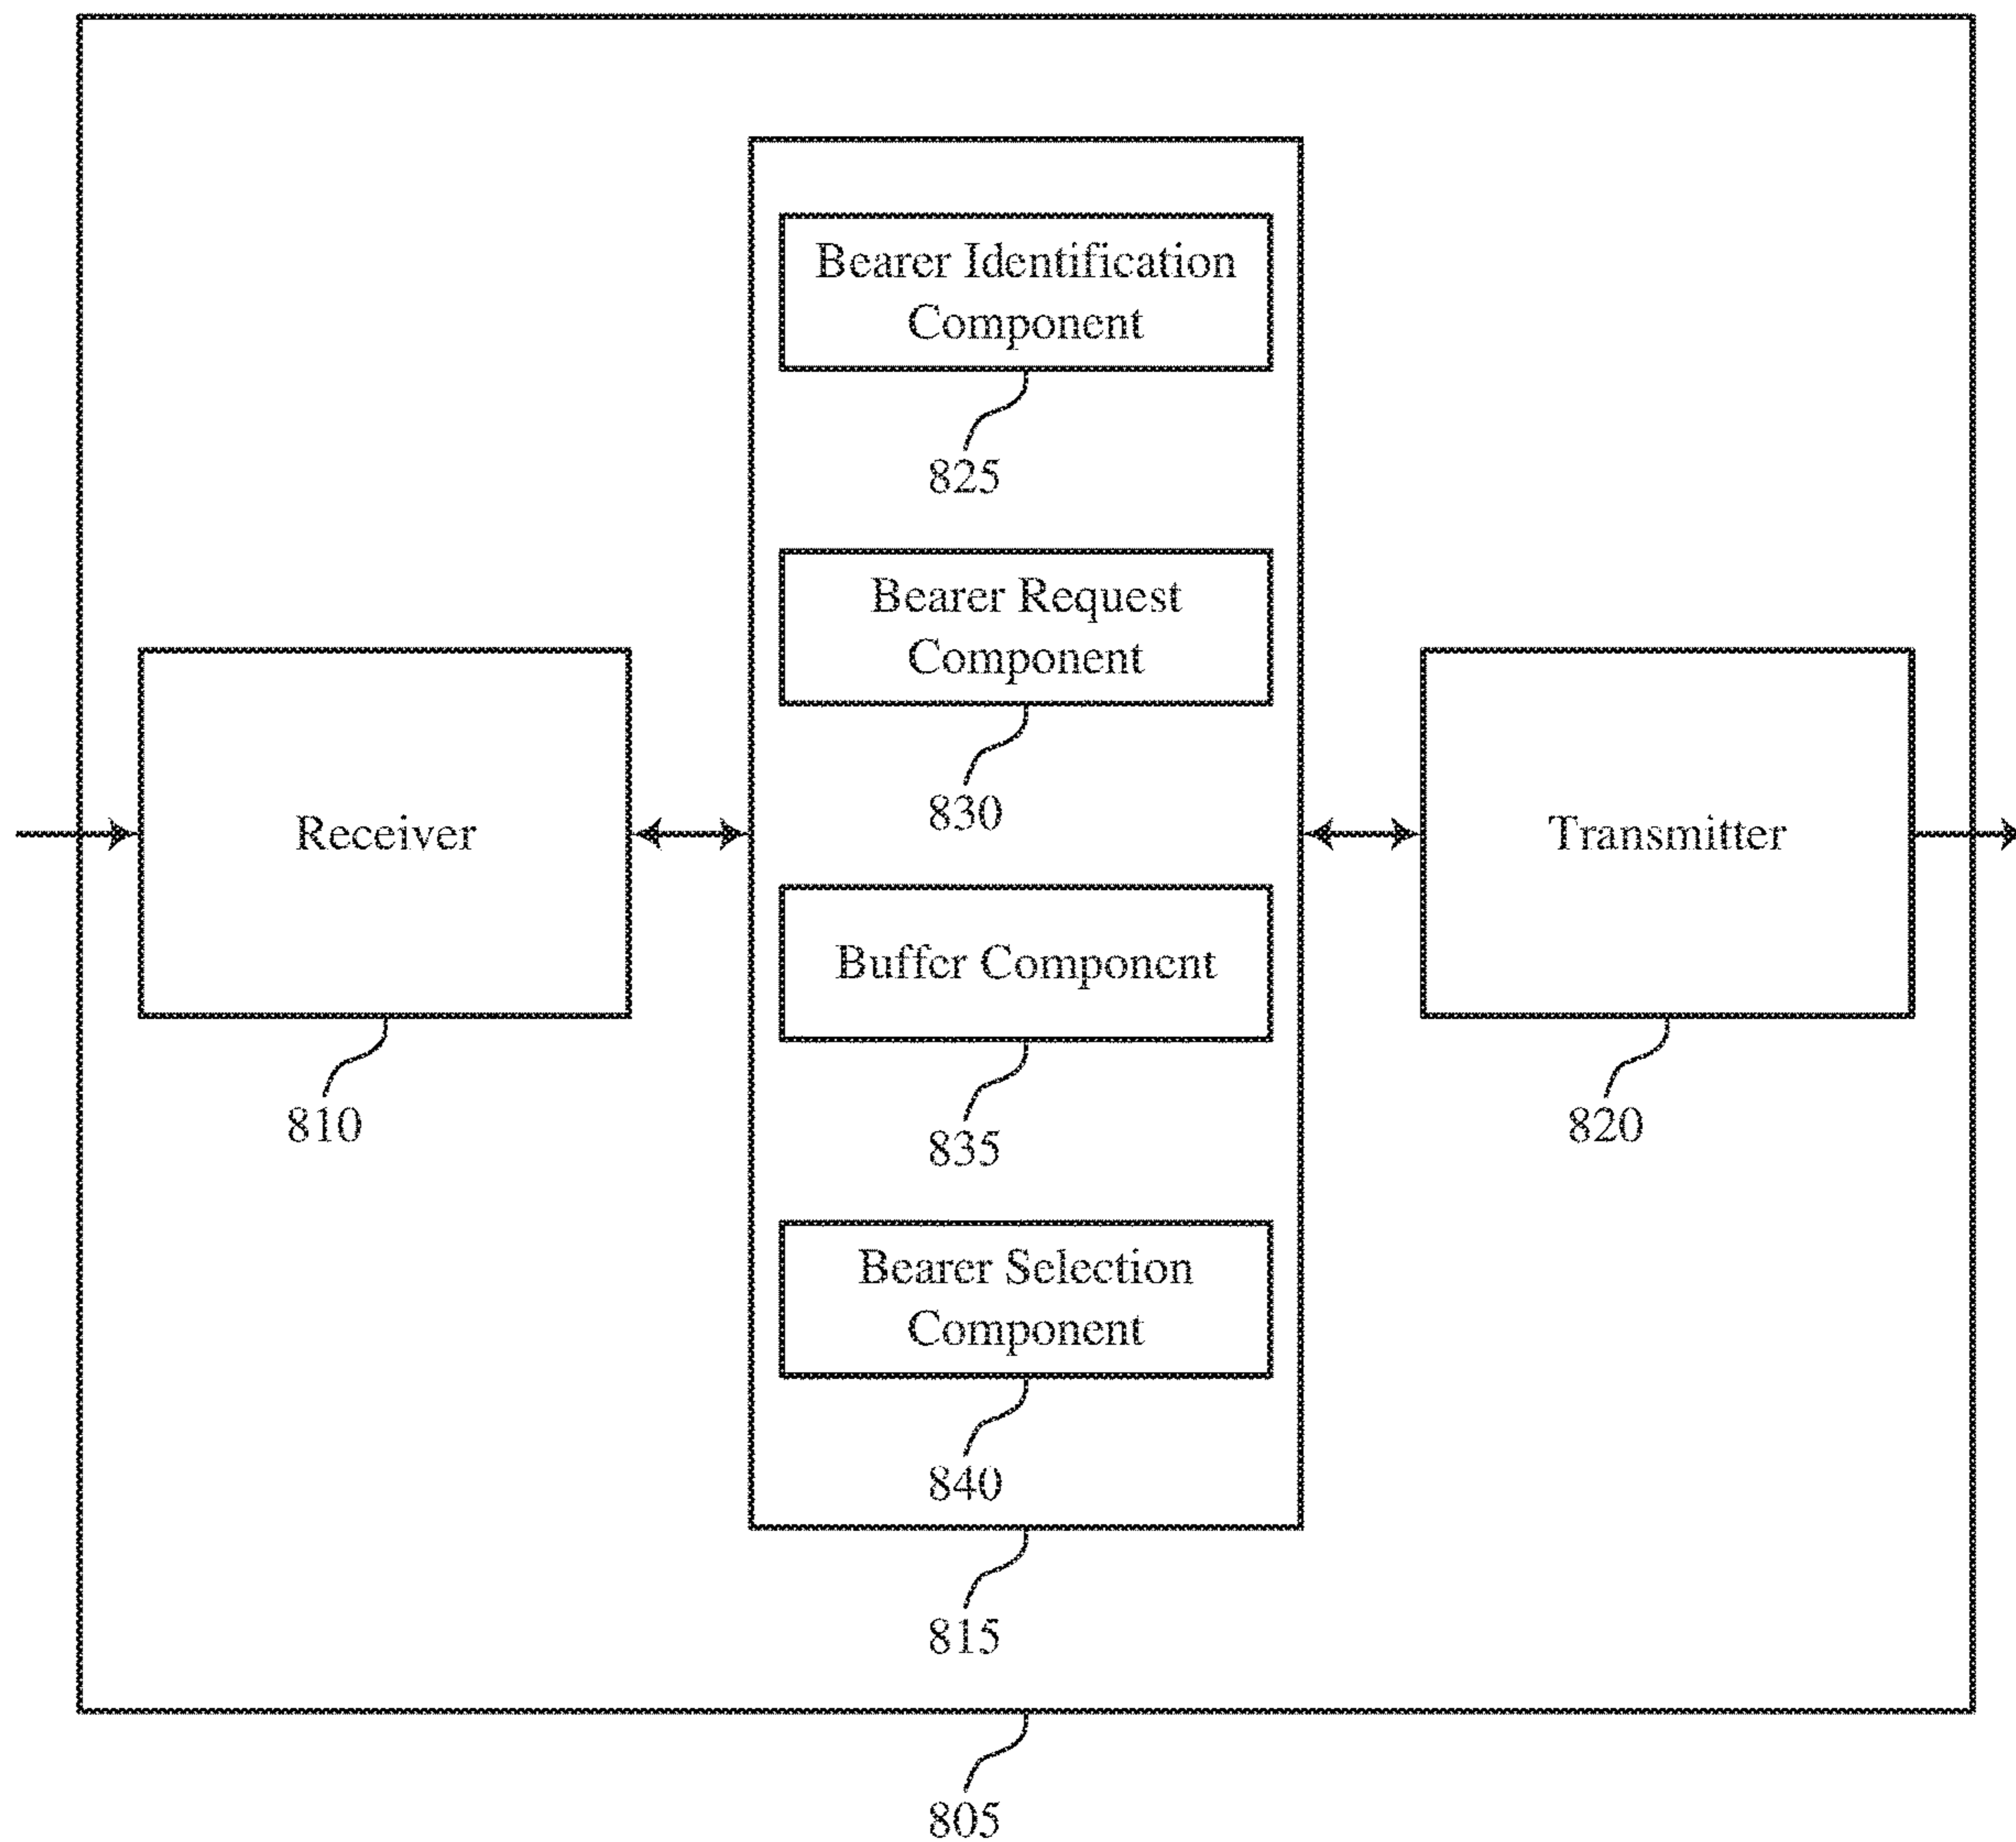 Bearer Identification
Component
825
Bearer Request
Component
830
Receiver
810
Buffer Component
835
Transmitter
820
Bearer Selection
Component
840
815
805